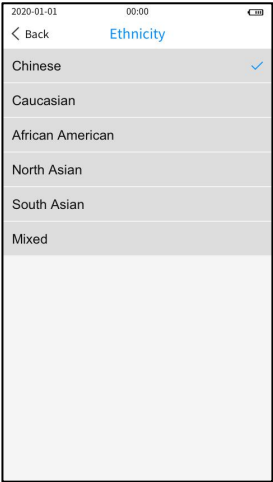 2020-01-01 00:00
Back Ethnicity
Chinese
Caucasian
African American
North Asian
South Asian
Mixed